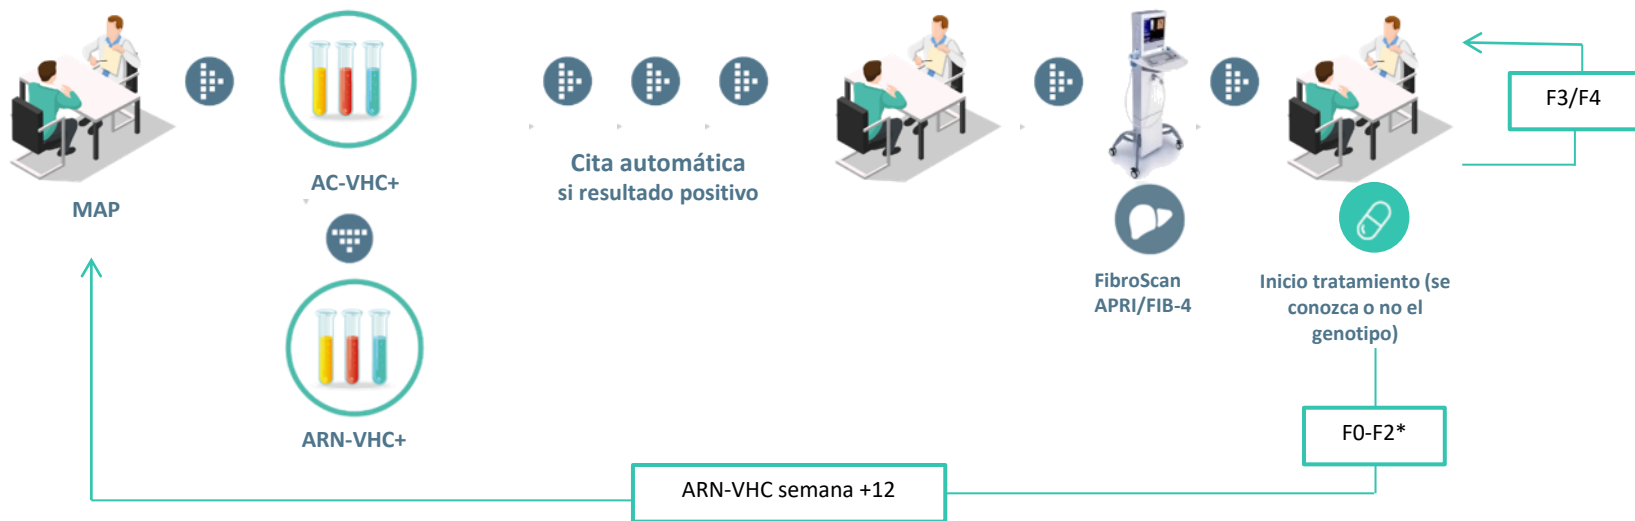 MAP
AC-VHC+
ARN-VHC+
Cita automática
si resultado positivo
FibroScan
APRI/FIB-4
Inicio tratamiento (se
conozca o no el
genotipo)
F3/F4
F0-F2*
ARN-VHC semana +12